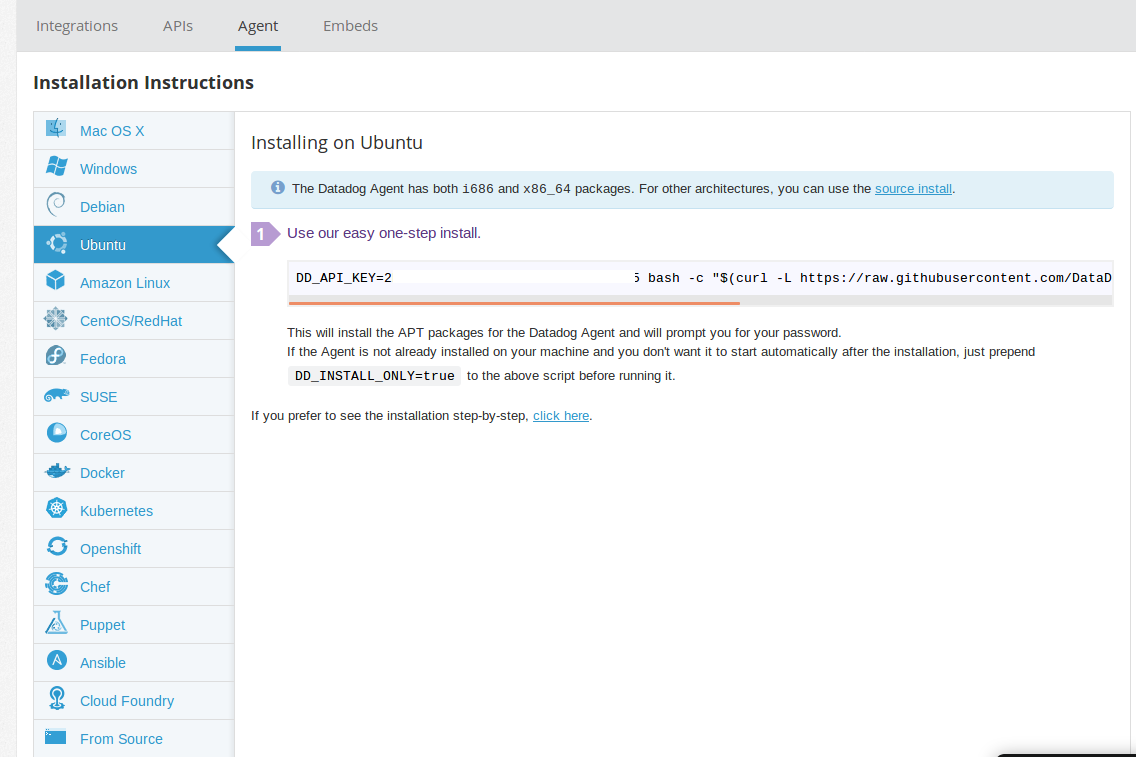 Integrations APIs Agent Embeds
Installation Instructions
Mac OS X
Windows
Debian
Ubuntu
Amazon Linux
CentOS/RedHat
Fedora
SUSE
CoreOS
Docker
Kubernetes
Openshift
Chef
Puppet
Ansible
Cloud Foundry
From Source
Installing on Ubuntu
The Datadog Agent has both i686 and x86_64 packages. For other architectures, you can use the source install.
1 Use our easy one-step install.
DD_API_KEY=2 5 bash -c "$(curl -L https://raw.githubusercontent.com/DataD
This will install the APT packages for the Datadog Agent and will prompt you for your password.
If the Agent is not already installed on your machine and you don't want it to start automatically after the installation, just prepend
DD_INSTALL_ONLY=true to the above script before running it.
If you prefer to see the installation step-by-step, click here.